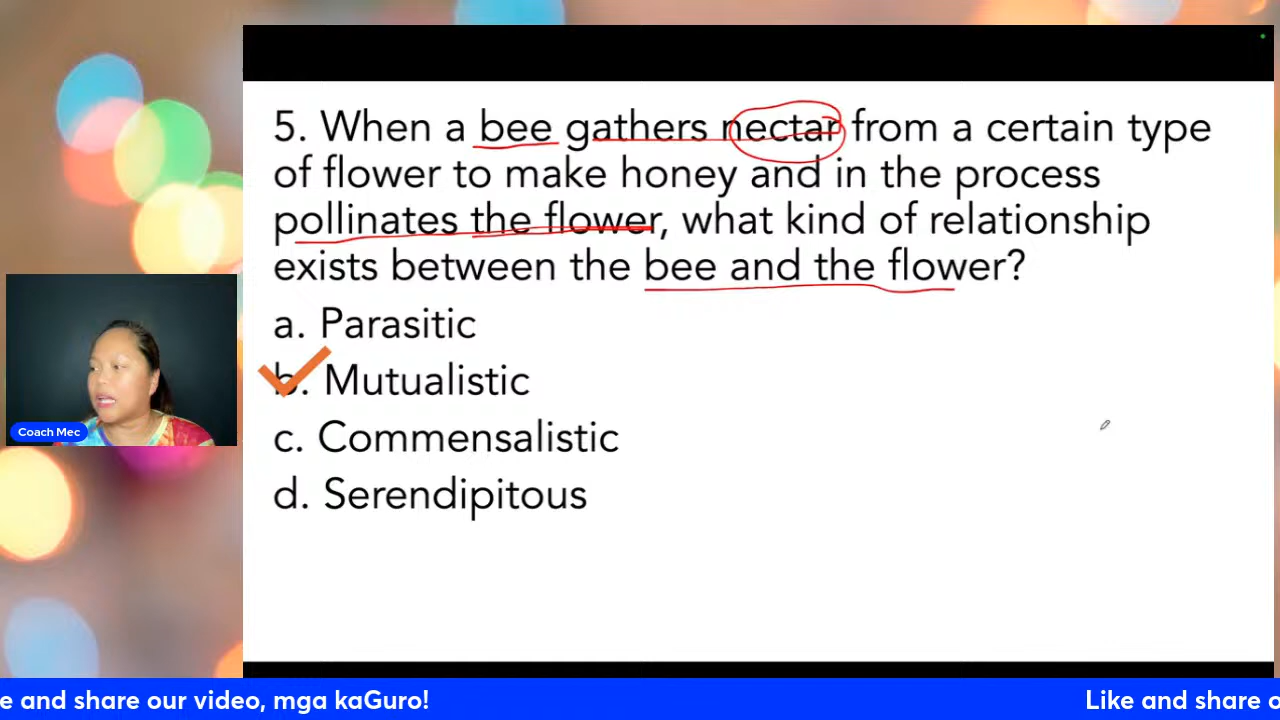 5. When a bee gathers nectar from a certain type
of flower to make honey and in the process
pollinates the flower, what kind of relationship
exists between the bee and the flower?
a. Parasitic
b. Mutualistic
c. Commensalistic
d. Serendipitous
Coach Mec
e and share our video, mga kaGuro!
Like and share o